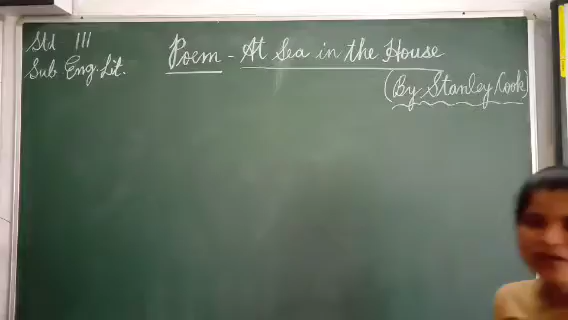 Std III
Sub Eng. Lit.
Poem - At Sea in the House
(By Stanley Cook)